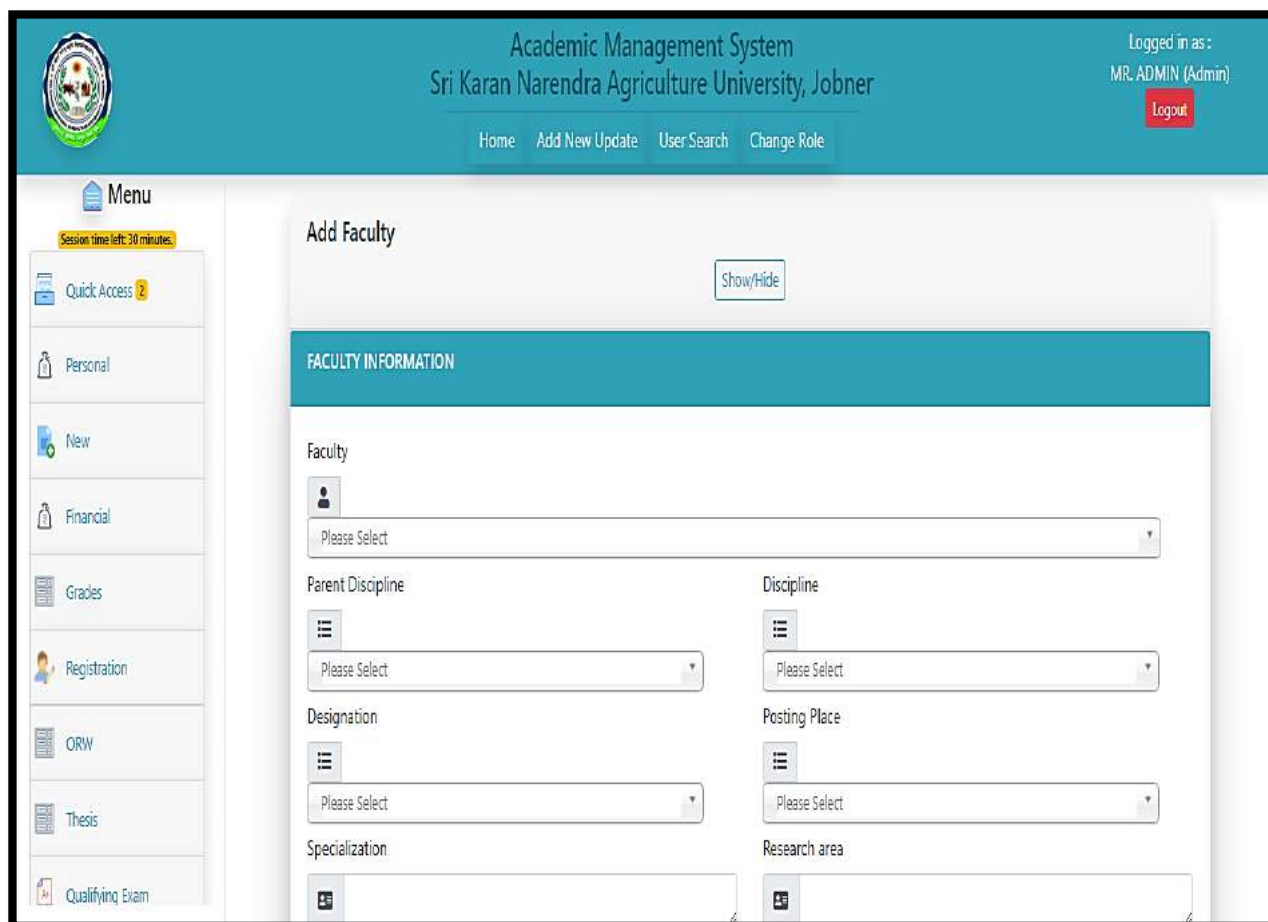 Academic Management System
Sri Karan Narendra Agriculture University, Jobner
Home Add New Update User Search Change Role
Logged in as :
MR. ADMIN (Admin)
Logout
Menu
Session time left: 30 minutes.
Quick Access 2
Personal
New
Financial
Grades
Registration
ORW
Thesis
Qualifying Exam
Add Faculty
Show/Hide
FACULTY INFORMATION
Faculty
Please Select
Parent Discipline Discipline
Please Select Please Select
Designation Posting Place
Please Select Please Select
Specialization Research area